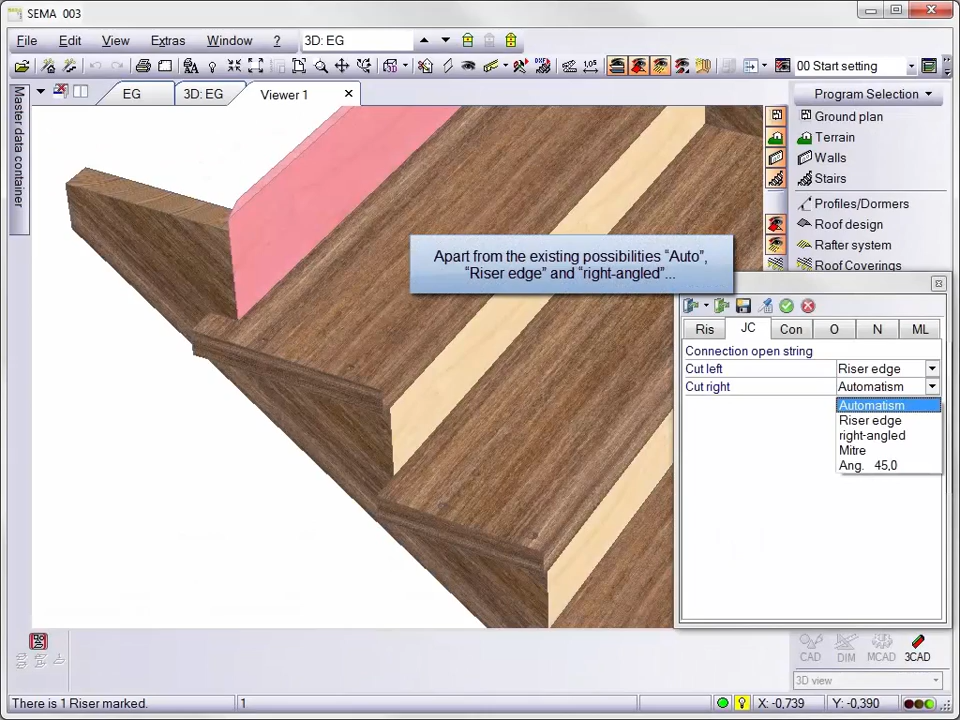 SEMA 003
File Edit View Extras Window ? 3D: EG
1,05 DXF 00 Start setting
EG 3D: EG Viewer 1
Master data container
Program Selection
Ground plan
Terrain
Walls
Stairs
Profiles/Dormers
Roof design
Rafter system
Roof Coverings
Apart from the existing possibilities “Auto”,
“Riser edge” and “right-angled”...
Ris JC Con O N ML
Connection open string
Cut left Riser edge
Cut right Automatism
Automatism
Riser edge
right-angled
Mitre
Ang. 45,0
CAD DIM MCAD 3CAD
3D view
There is 1 Riser marked. 1 X: -0,739 Y: -0,390